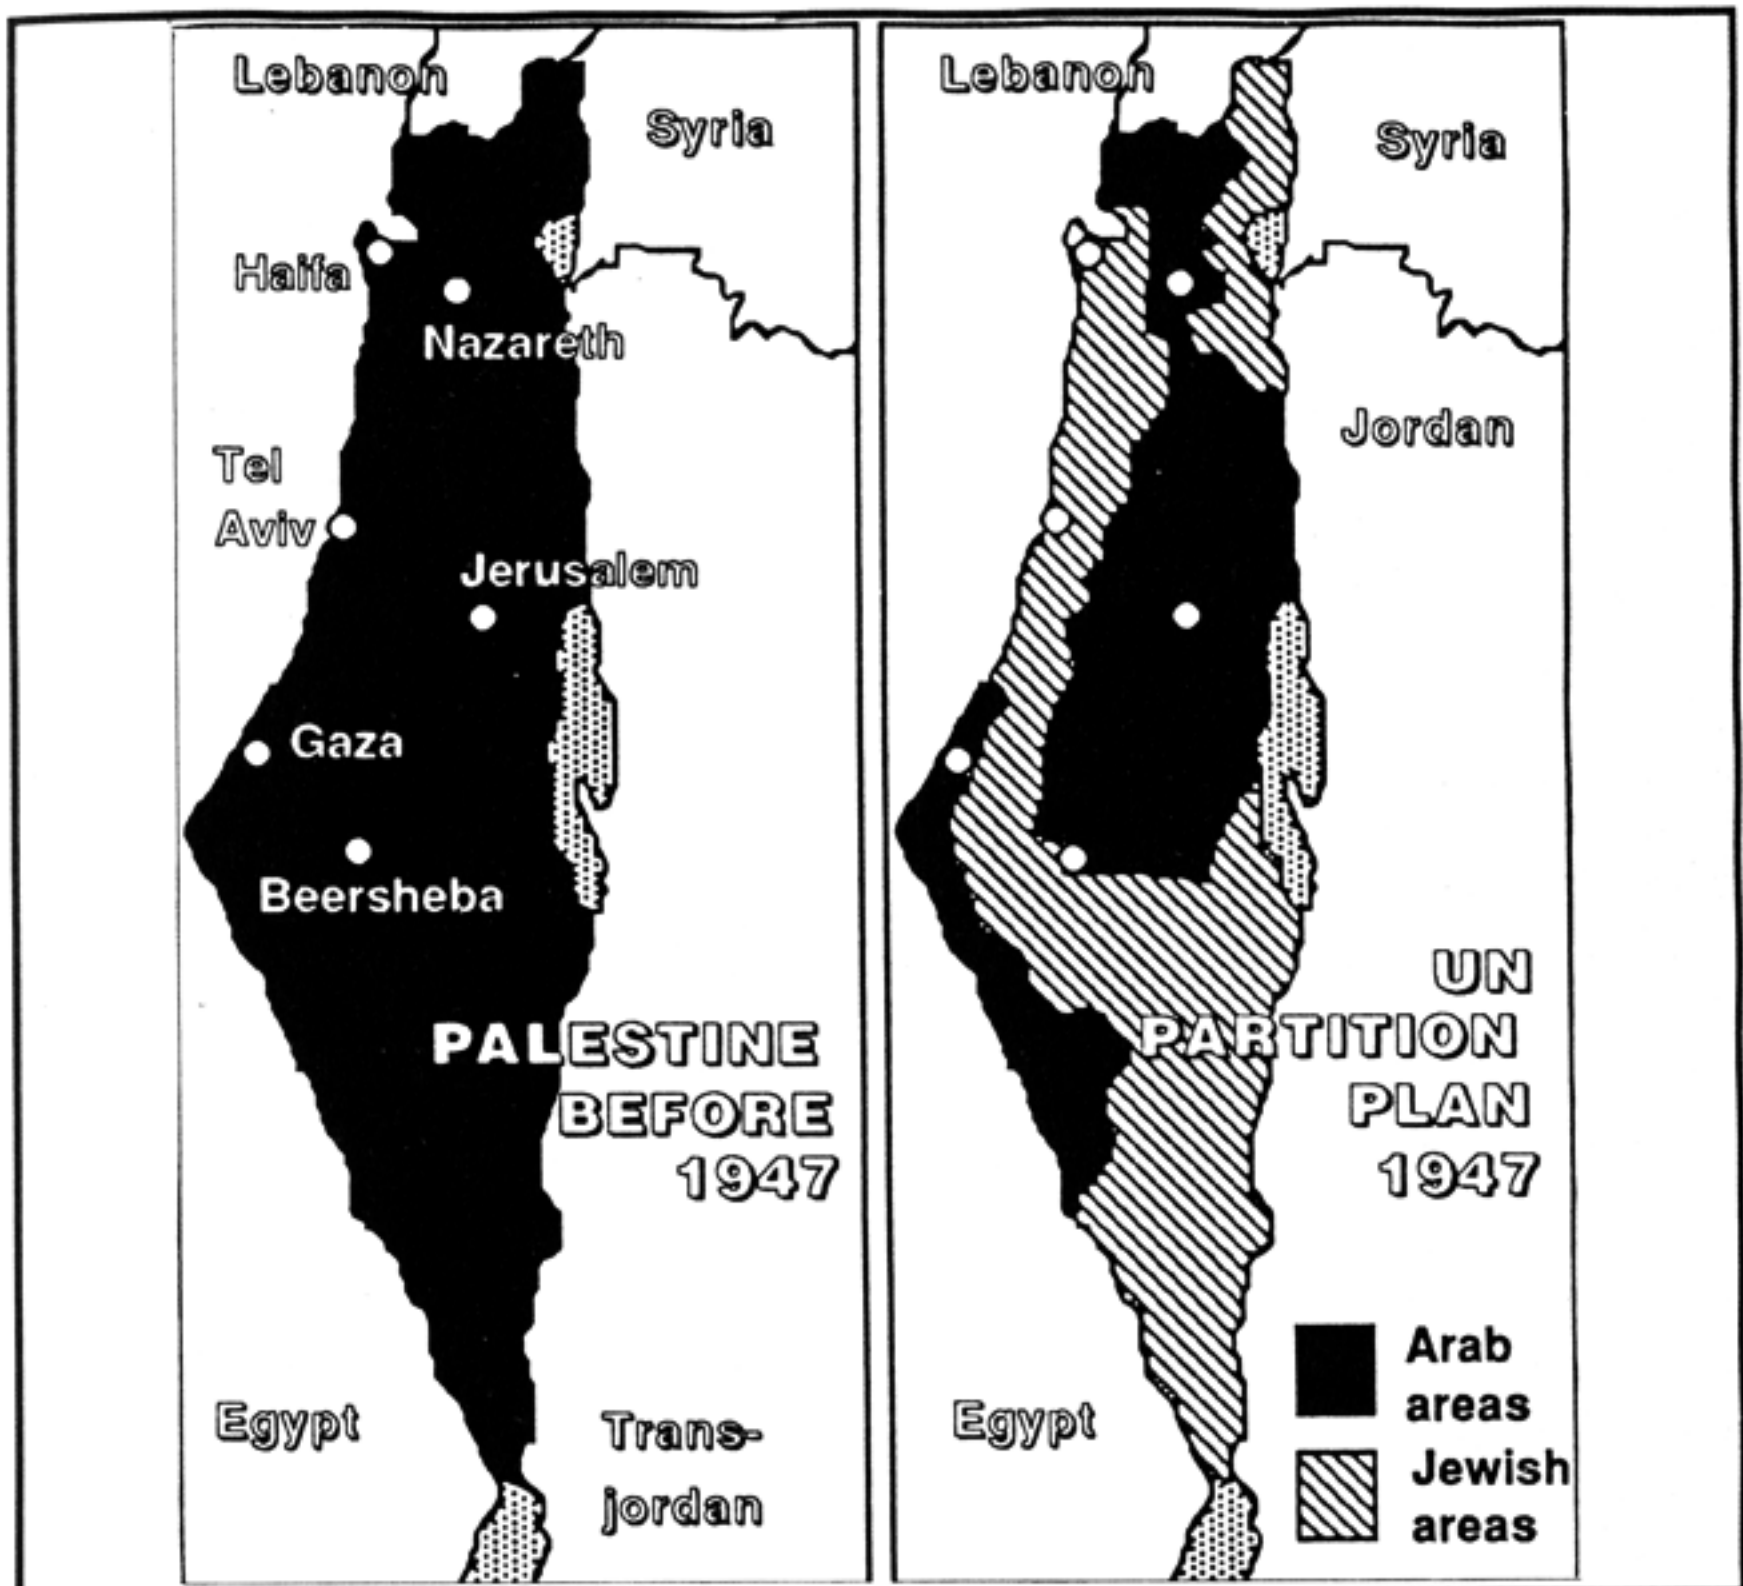 Lebanon
Syria
Haifa
Nazareth
Tel
Aviv
Jerusalem
Gaza
Beersheba
PALESTINE
BEFORE
1947
Egypt
Trans-
jordan
Lebanon
Syria
Jordan
UN
PARTITION
PLAN
1947
Egypt
Arab
areas
Jewish
areas